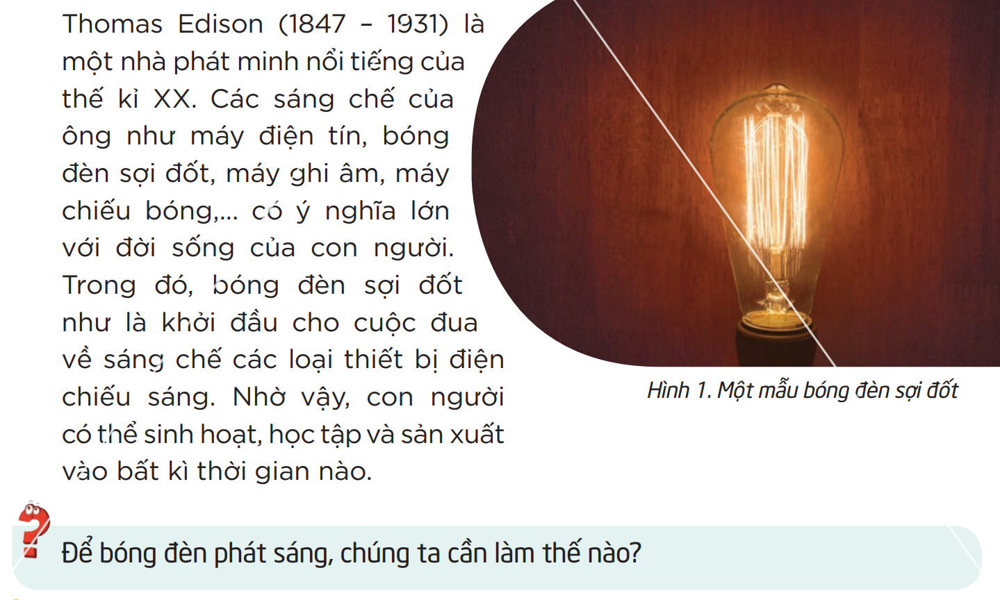 Thomas Edison (1847 – 1931) là
một nhà phát minh nổi tiếng của
thế kỉ XX. Các sáng chế của
ông như máy điện tín, bóng
đèn sợi đốt, máy ghi âm, máy
chiếu bóng,... có ý nghĩa lớn
với đời sống của con người.
Trong đó, bóng đèn sợi đốt
như là khởi đầu cho cuộc đua
về sáng chế các loại thiết bị điện
chiếu sáng. Nhờ vậy, con người
có thể sinh hoạt, học tập và sản xuất
vào bất kì thời gian nào.
Hình 1. Một mẫu bóng đèn sợi đốt
Để bóng đèn phát sáng, chúng ta cần làm thế nào?